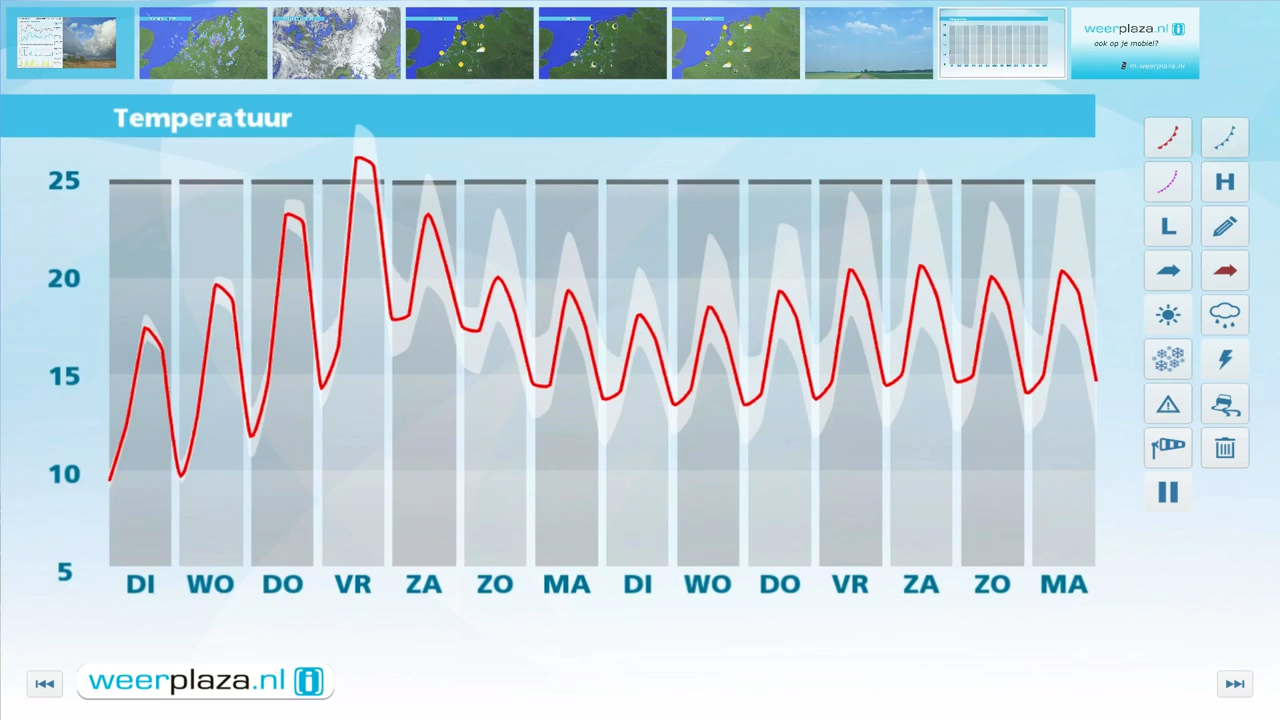 weerplaza.nl i
ook op je mobiel?
m.weerplaza.nl
Temperatuur
25
20
15
10
5
DI WO DO VR ZA ZO MA DI WO DO VR ZA ZO MA
H
L
weerplaza.nl i